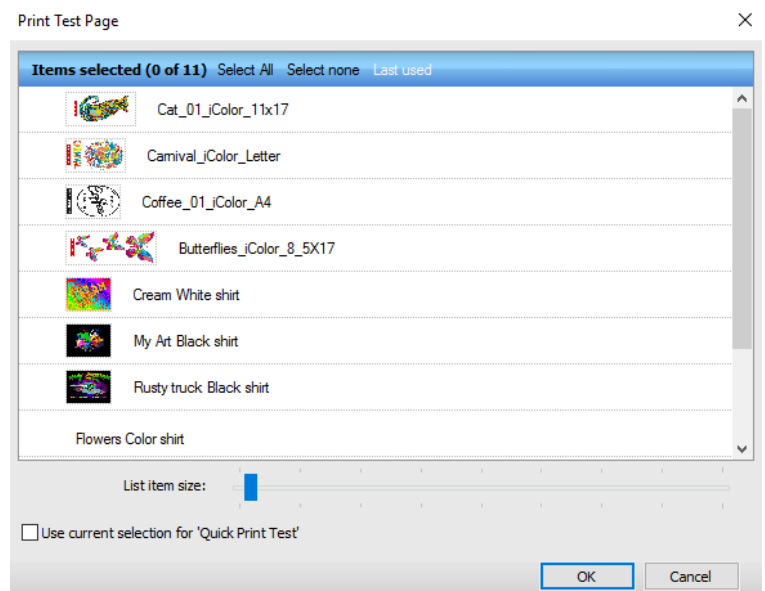 Print Test Page
Items selected (0 of 11) Select All Select none Last used
Cat_01_iColor_11x17
Carnival_iColor_Letter
Coffee_01_iColor_A4
Butterflies_iColor_8_5X17
Cream White shirt
My Art Black shirt
Rusty truck Black shirt
Flowers Color shirt
List item size:
Use current selection for 'Quick Print Test'
OK Cancel